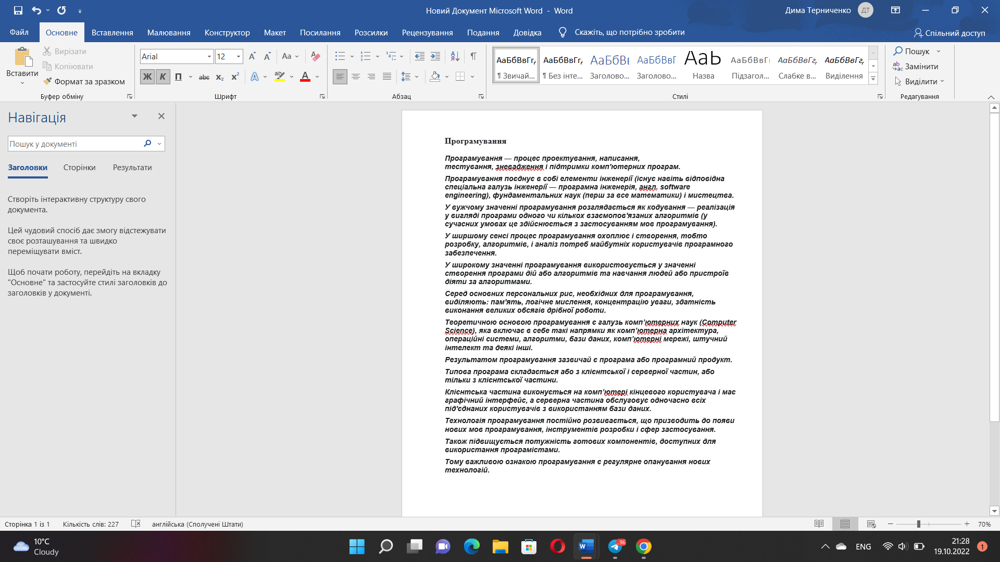 Новий Документ Microsoft Word - Word
Дима Терниченко
ДТ
Файл
Основне
Вставлення
Малювання
Конструктор
Макет
Посилання
Розсилки
Рецензування
Подання
Довідка
Скажіть, що потрібно зробити
Спільний доступ
Вставити
Вирізати
Копіювати
Формат за зразком
Буфер обміну
Arial
12
Aa
Ж К П abc x₂ x²
Шрифт
Абзац
АаБбВвГг,
¶ Звичай...
АаБбВвГг,
¶ Без інте...
АаБбВв
Заголово...
АаБбВвГ
Заголово...
Ааь
Назва
АаБбВвГг
Підзагол...
АаБбВвГг,
Слабке в...
АаБбВвГг,
Виділення
Стилі
Пошук
Замінити
Виділити
Редагування
Навігація
Пошук у документі
Заголовки
Сторінки
Результати
Створіть інтерактивну структуру свого
документа.
Цей чудовий спосіб дає змогу відстежувати
своє розташування та швидко
переміщувати вміст.
Щоб почати роботу, перейдіть на вкладку
"Основне" та застосуйте стилі заголовків до
заголовків у документі.
Програмування
Програмування — процес проектування, написання,
тестування, зневадження і підтримки комп'ютерних програм.
Програмування поєднує в собі елементи інженерії (існує навіть відповідна
спеціальна галузь інженерії — програмна інженерія, англ. software
engineering), фундаментальних наук (перш за все математики) і мистецтва.
У вужчому значенні програмування розглядається як кодування — реалізація
у вигляді програми одного чи кількох взаємопов'язаних алгоритмів (у
сучасних умовах це здійснюється з застосуванням мов програмування).
У ширшому сенсі процес програмування охоплює і створення, тобто
розробку, алгоритмів, і аналіз потреб майбутніх користувачів програмного
забезпечення.
У широкому значенні програмування використовується у значенні
створення програми дій або алгоритмів та навчання людей або пристроїв
діяти за алгоритмами.
Серед основних персональних рис, необхідних для програмування,
виділяють: пам'ять, логічне мислення, концентрацію уваги, здатність
виконання великих обсягів дрібної роботи.
Теоретичною основою програмування є галузь комп’ютерних наук (Computer
Science), яка включає в себе такі напрямки як комп’ютерна архітектура,
операційні системи, алгоритми, бази даних, комп’ютерні мережі, штучний
інтелект та деякі інші.
Результатом програмування зазвичай є програма або програмний продукт.
Типова програма складається або з клієнтської і серверної частин, або
тільки з клієнтської частини.
Клієнтська частина виконується на комп’ютері кінцевого користувача і має
графічний інтерфейс, а серверна частина обслуговує одночасно всіх
під'єднаних користувачів з використанням бази даних.
Технологія програмування постійно розвивається, що призводить до появи
нових мов програмування, інструментів розробки і сфер застосування.
Також підвищується потужність готових компонентів, доступних для
використання програмістами.
Тому важливою ознакою програмування є регулярне опанування нових
технологій.
Сторінка 1 із 1
Кількість слів: 227
англійська (Сполучені Штати)
70%
10°C
Cloudy
..96
ENG
21:28
19.10.2022
1